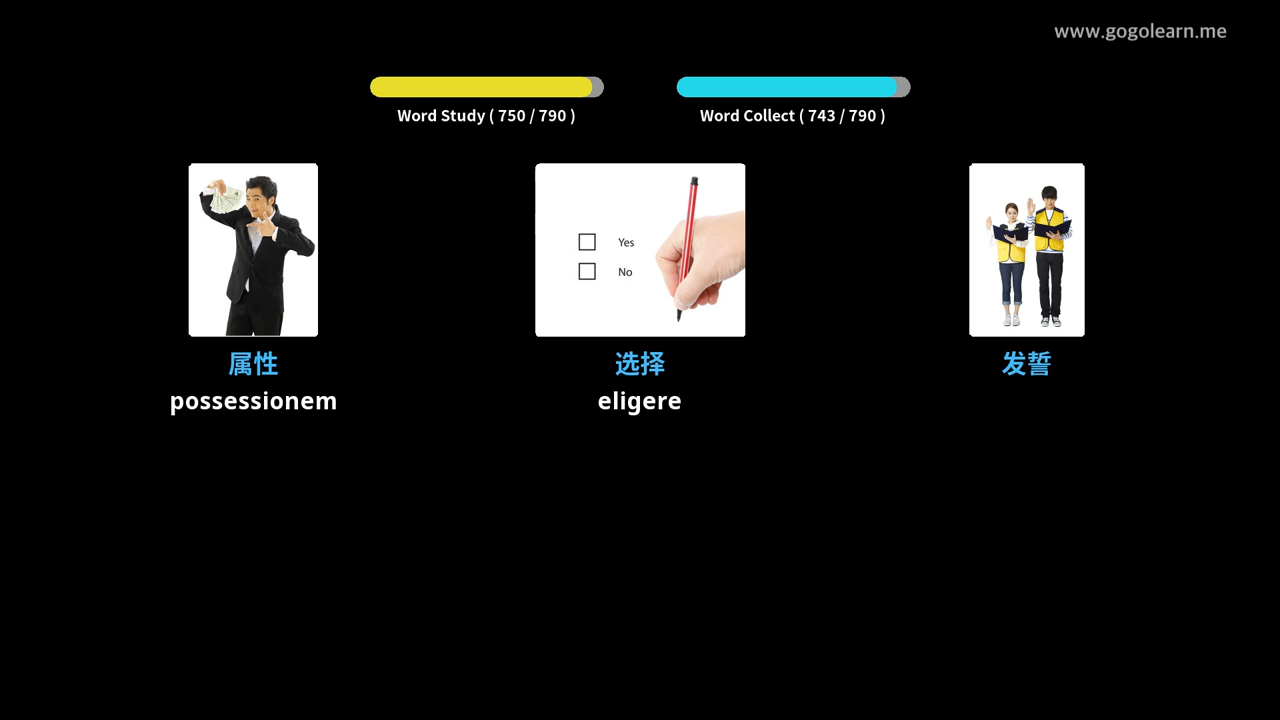 www.gogolearn.me
Word Study ( 750 / 790 )
Word Collect ( 743 / 790 )
Yes
No
属性
选择
发誓
possessionem
eligere